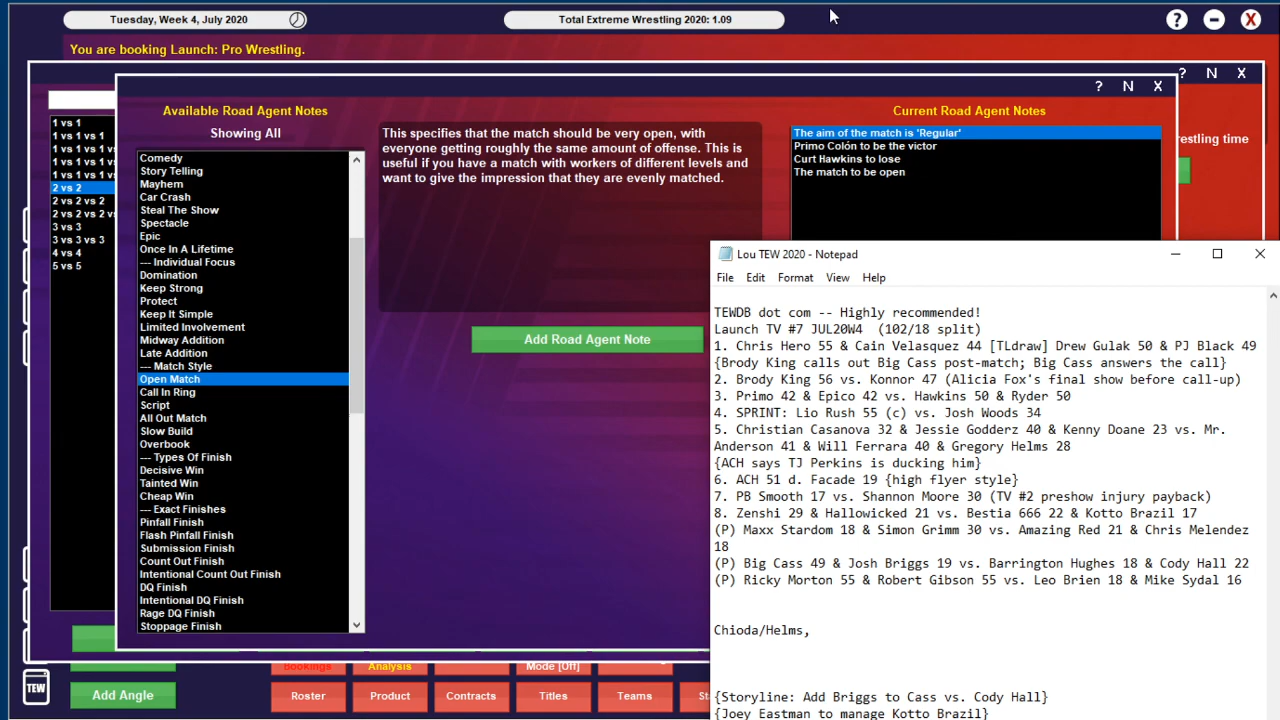 Tuesday, Week 4, July 2020
Total Extreme Wrestling 2020: 1.09
?
X
You are booking Launch: Pro Wrestling.
? N X
? N X
Available Road Agent Notes
Showing All
Current Road Agent Notes
restling time
1 vs 1
1 vs 1 vs 1
1 vs 1 vs
1 vs 1 vs
1 vs 1 vs
2 vs 2
2 vs 2 vs 2
2 vs 2 vs 2 vs
3 vs 3
3 vs 3 vs 3
4 vs 4
5 vs 5
Comedy
Story Telling
Mayhem
Car Crash
Steal The Show
Spectacle
Epic
Once In A Lifetime
--- Individual Focus
Domination
Keep Strong
Protect
Keep It Simple
Limited Involvement
Midway Addition
Late Addition
--- Match Style
Open Match
Call In Ring
Script
All Out Match
Slow Build
Overbook
--- Types Of Finish
Decisive Win
Tainted Win
Cheap Win
--- Exact Finishes
Pinfall Finish
Flash Pinfall Finish
Submission Finish
Count Out Finish
Intentional Count Out Finish
DQ Finish
Intentional DQ Finish
Rage DQ Finish
Stoppage Finish
This specifies that the match should be very open, with
everyone getting roughly the same amount of offense. This is
useful if you have a match with workers of different levels and
want to give the impression that they are evenly matched.
Add Road Agent Note
The aim of the match is 'Regular'
Primo Colón to be the victor
Curt Hawkins to lose
The match to be open
Lou TEW 2020 - Notepad
File Edit Format View Help
TEWDB dot com -- Highly recommended!
Launch TV #7 JUL20W4 (102/18 split)
1. Chris Hero 55 & Cain Velasquez 44 [TLdraw] Drew Gulak 50 & PJ Black 49
{Brody King calls out Big Cass post-match; Big Cass answers the call}
2. Brody King 56 vs. Konnor 47 (Alicia Fox's final show before call-up)
3. Primo 42 & Epico 42 vs. Hawkins 50 & Ryder 50
4. SPRINT: Lio Rush 55 (c) vs. Josh Woods 34
5. Christian Casanova 32 & Jessie Godderz 40 & Kenny Doane 23 vs. Mr.
Anderson 41 & Will Ferrara 40 & Gregory Helms 28
{ACH says TJ Perkins is ducking him}
6. ACH 51 d. Facade 19 {high flyer style}
7. PB Smooth 17 vs. Shannon Moore 30 (TV #2 preshow injury payback)
8. Zenshi 29 & Hallowicked 21 vs. Bestia 666 22 & Kotto Brazil 17
(P) Maxx Stardom 18 & Simon Grimm 30 vs. Amazing Red 21 & Chris Melendez
18
(P) Big Cass 49 & Josh Briggs 19 vs. Barrington Hughes 18 & Cody Hall 22
(P) Ricky Morton 55 & Robert Gibson 55 vs. Leo Brien 18 & Mike Sydal 16
Chioda/Helms,
{Storyline: Add Briggs to Cass vs. Cody Hall}
{Joey Eastman to manage Kotto Brazil}
Bookings
Analysis
Mode [Off]
TEW
Add Angle
Roster
Product
Contracts
Titles
Teams